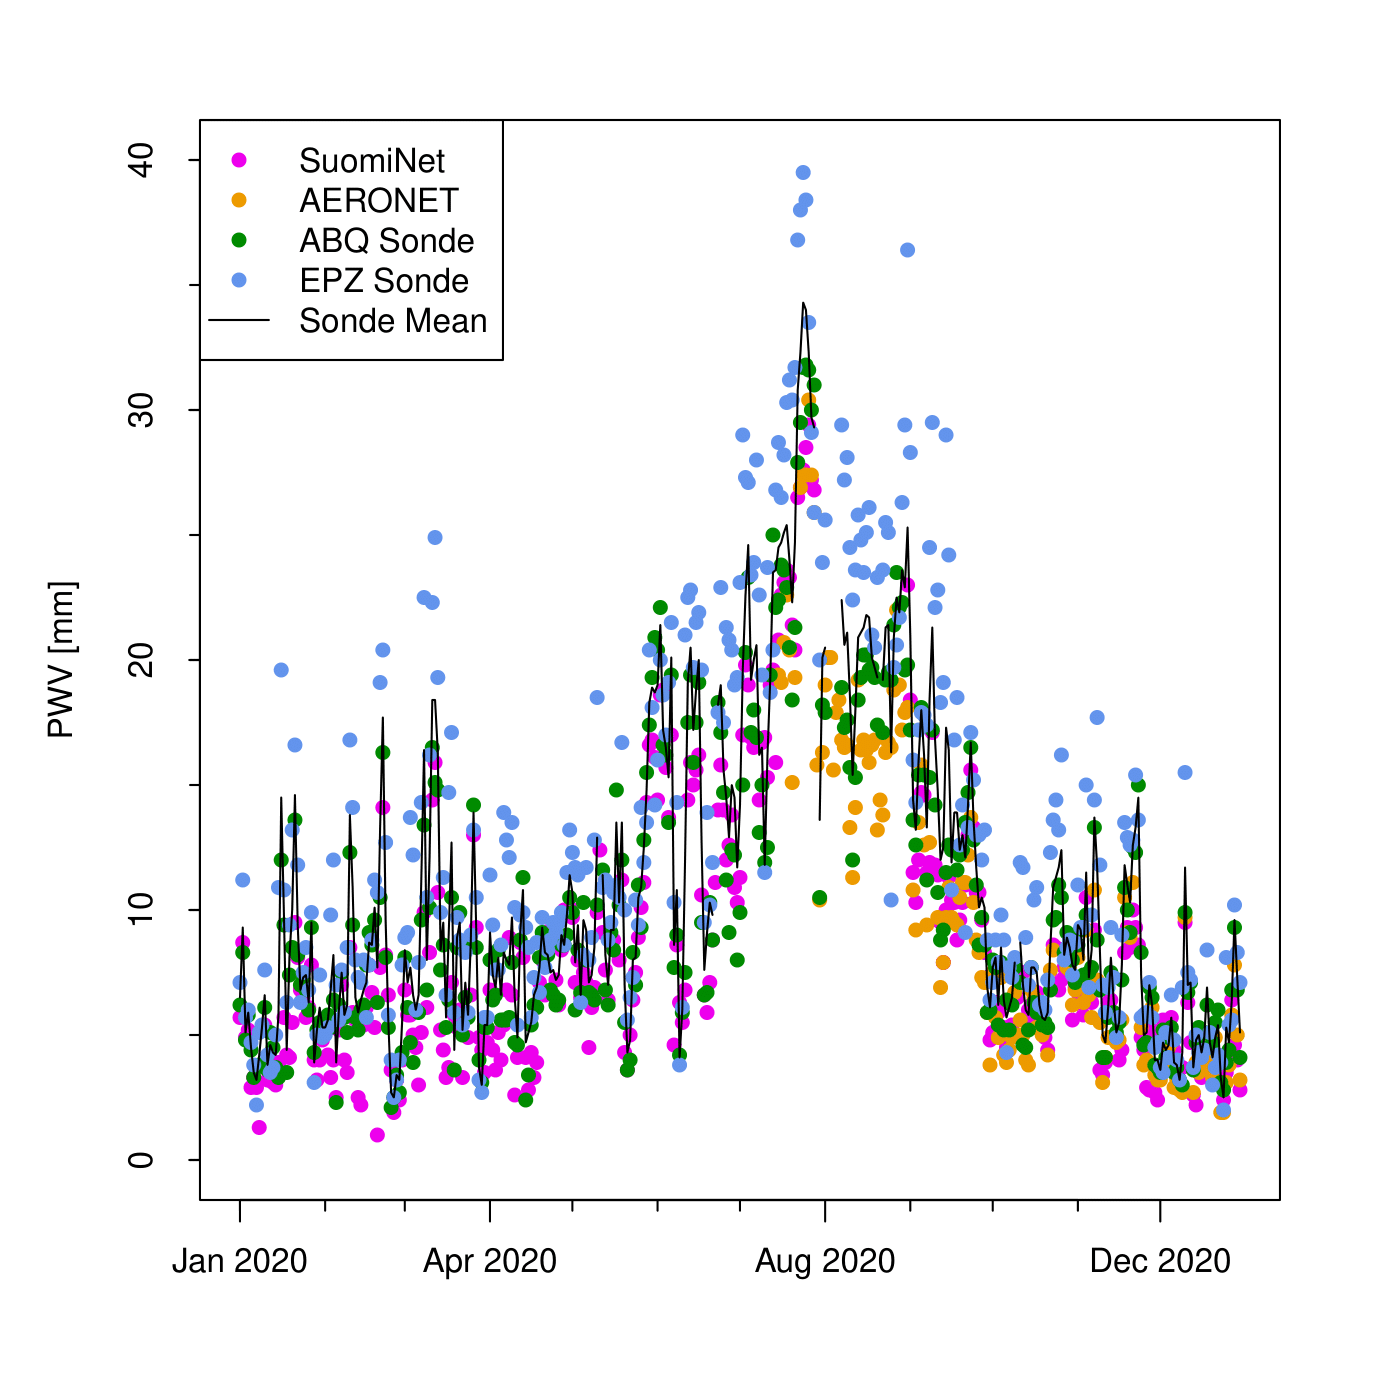 SuomiNet
AERONET
ABQ Sonde
EPZ Sonde
Sonde Mean
40
30
20
10
0
PWV [mm]
Jan 2020 Apr 2020 Aug 2020 Dec 2020